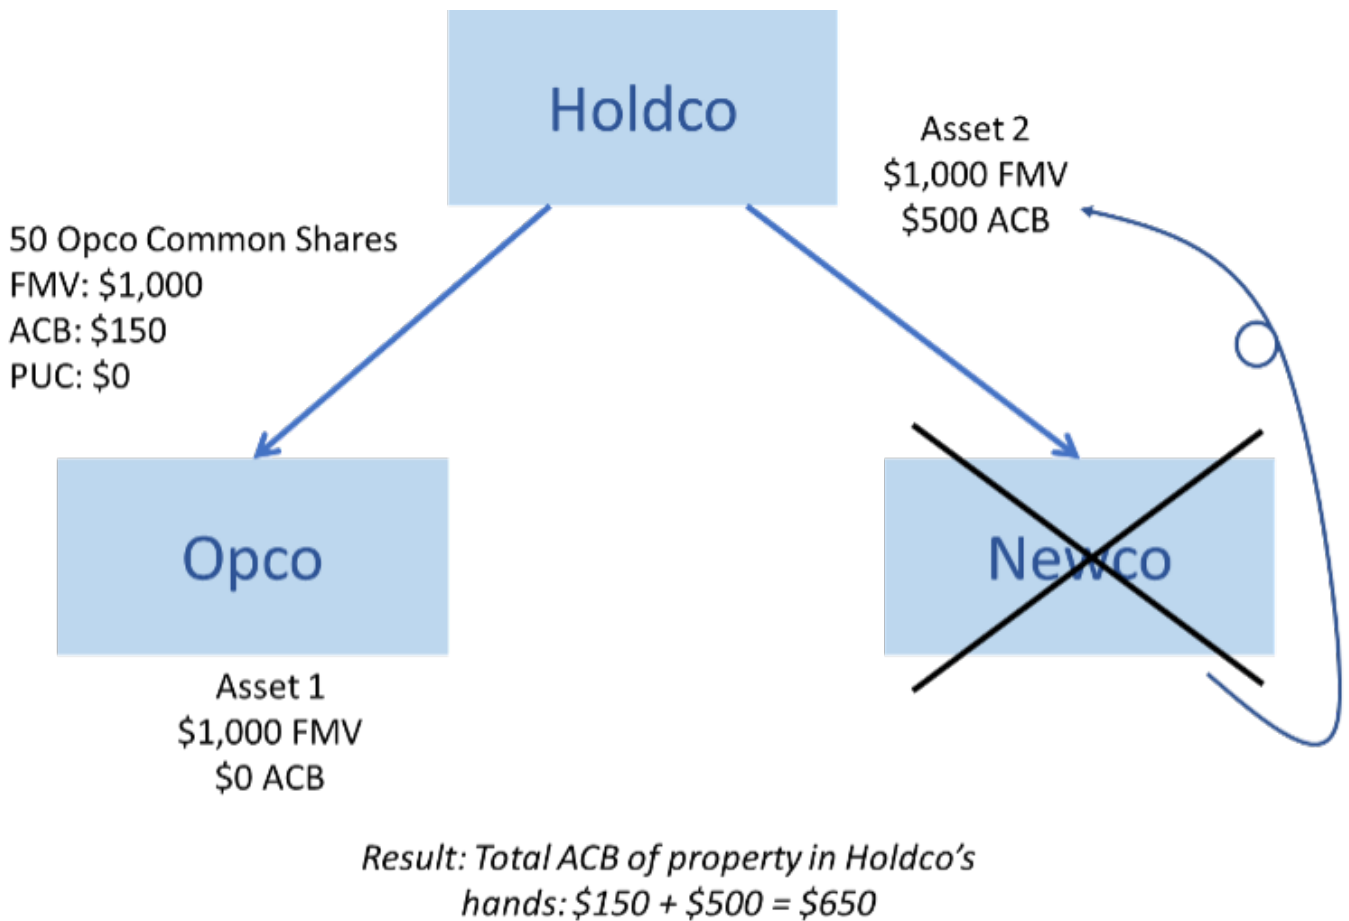 Holdco
Asset 2
$1,000 FMV
$500 ACB
50 Opco Common Shares
FMV: $1,000
ACB: $150
PUC: $0
Opco
Newco
Asset 1
$1,000 FMV
$0 ACB
Result: Total ACB of property in Holdco's
hands: $150 + $500 = $650